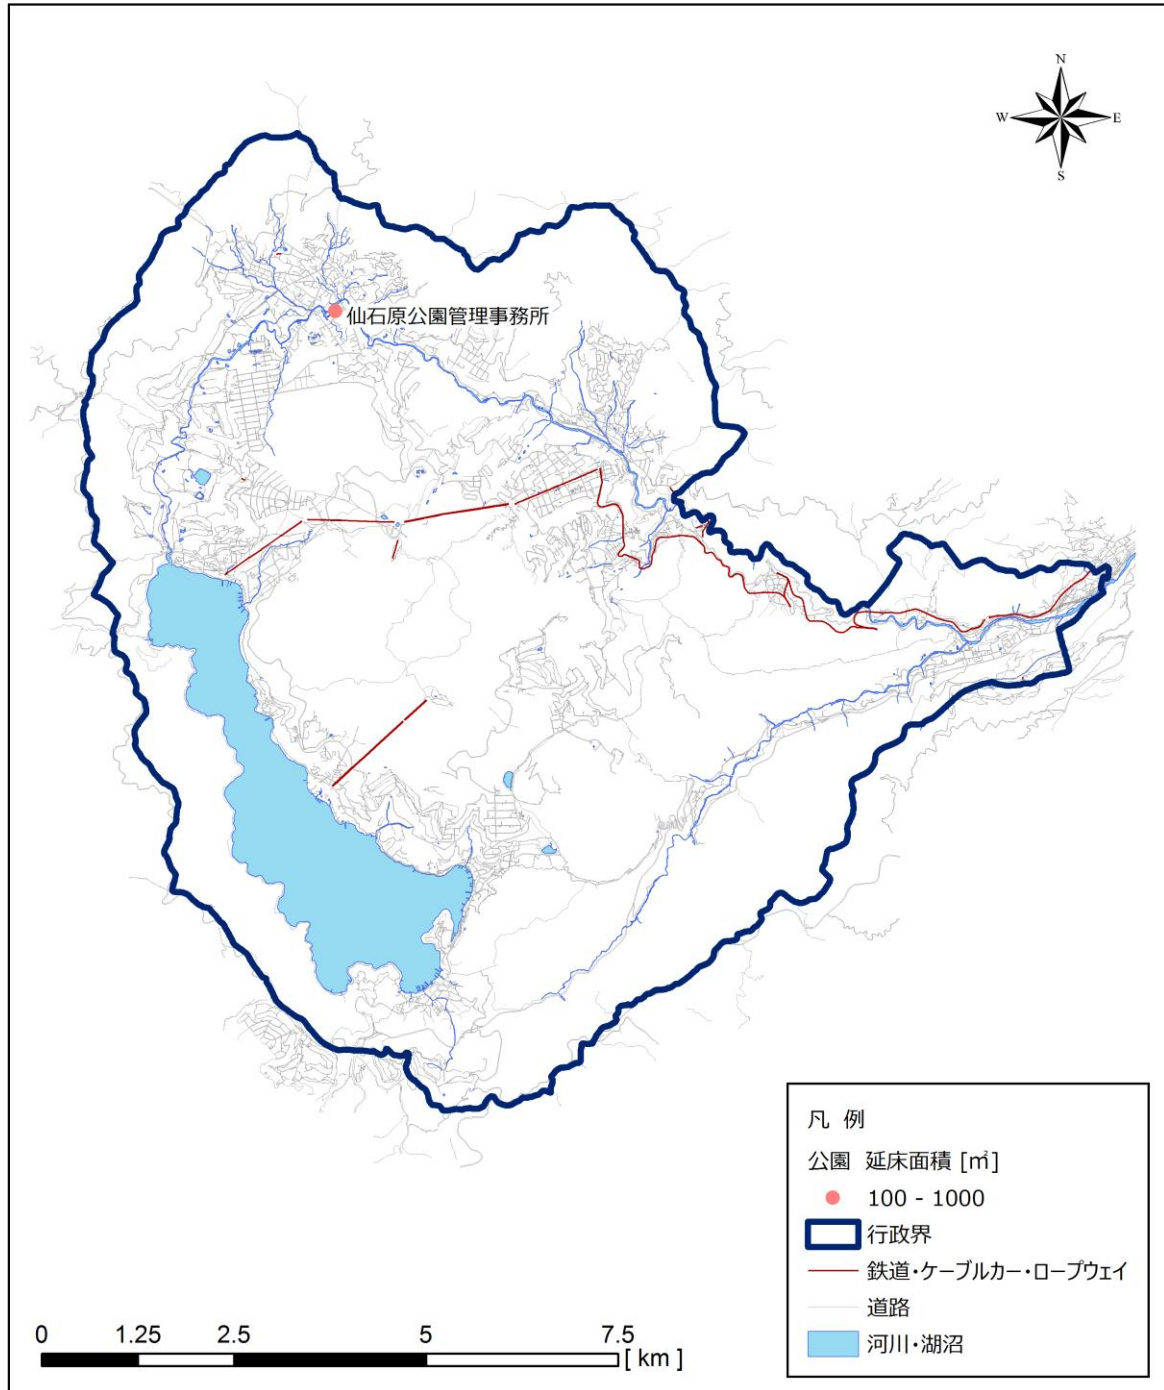 N
W E
S
仙石原公園管理事務所
凡 例
公園 延床面積 [㎡]
100 - 1000
行政界
鉄道・ケーブルカー・ロープウェイ
道路
河川・湖沼
0 1.25 2.5 5 7.5
[ km ]